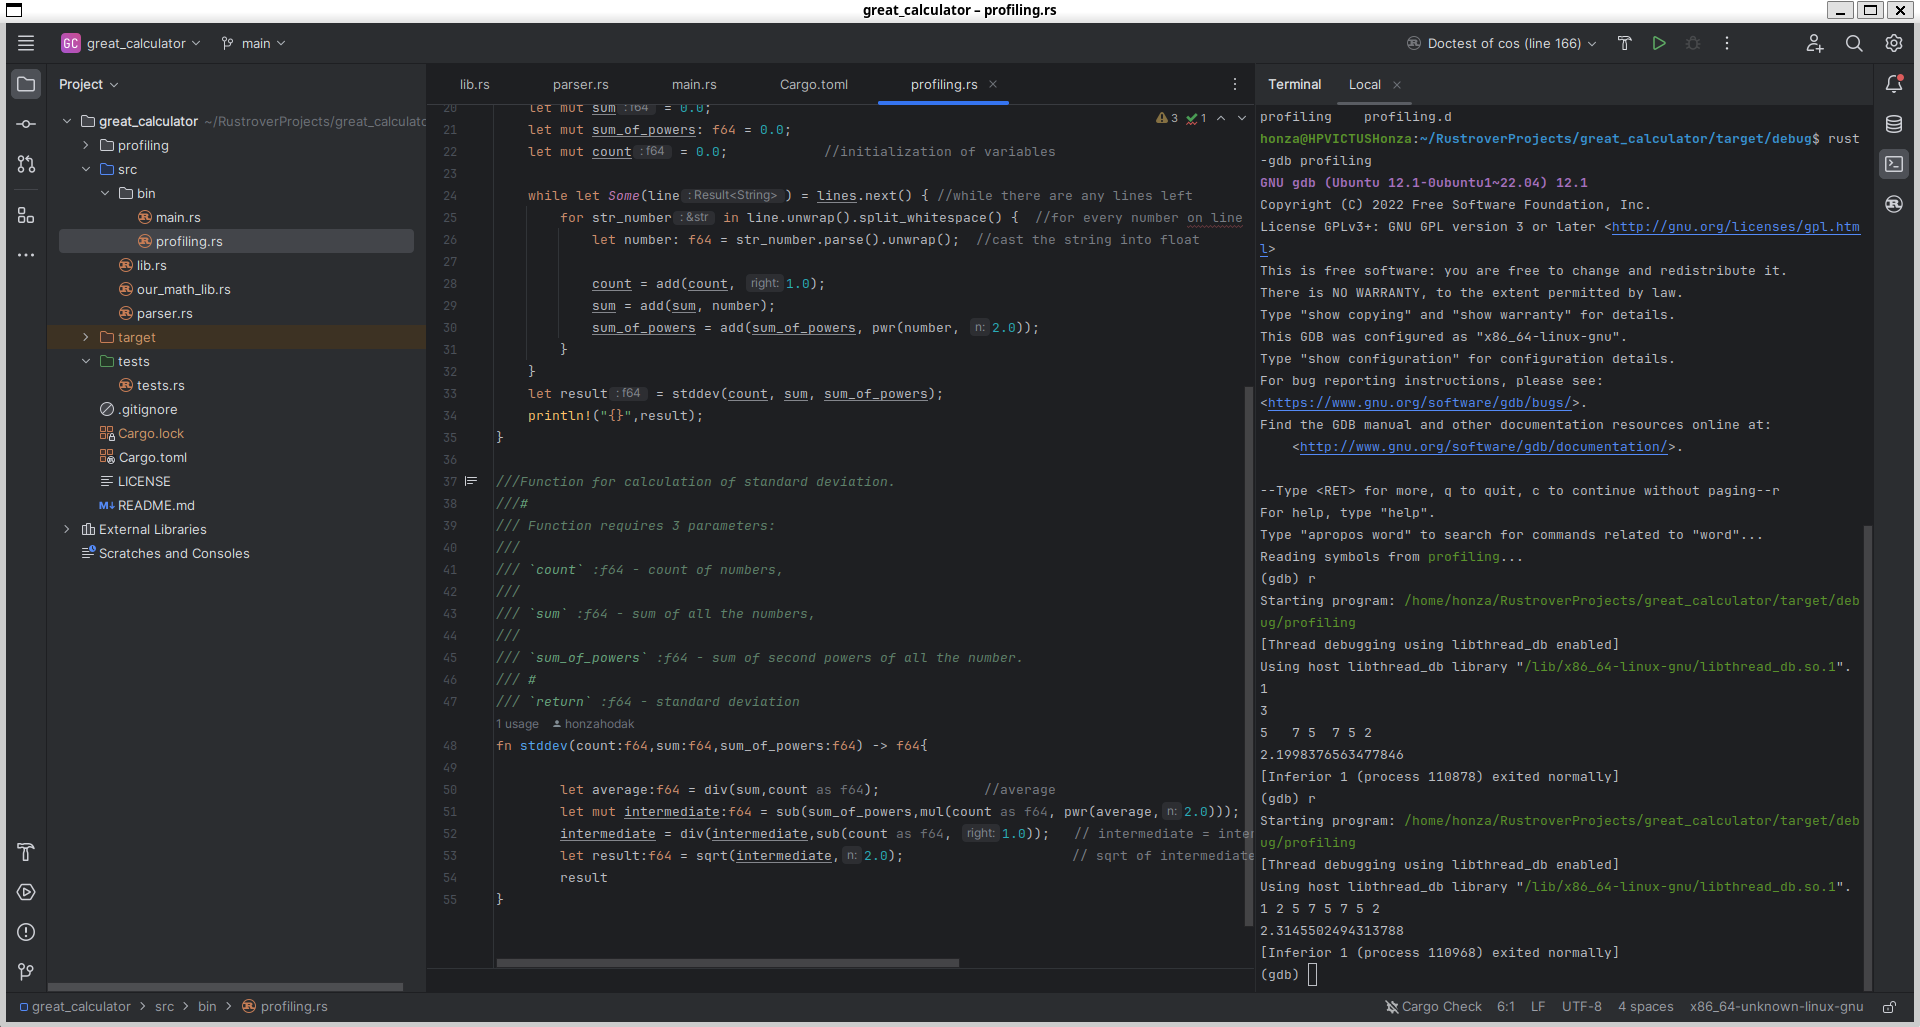 great_calculator – profiling.rs
GC great_calculator main Doctest of cos (line 166)
Project
great_calculator ~/RustroverProjects/great_calculatc
profiling
src
bin
main.rs
profiling.rs
lib.rs
our_math_lib.rs
parser.rs
target
tests
tests.rs
.gitignore
Cargo.lock
Cargo.toml
LICENSE
M↓ README.md
External Libraries
Scratches and Consoles
lib.rs parser.rs main.rs Cargo.toml profiling.rs
3 1
20 let mut sum : f64 = 0.0;
21 let mut sum_of_powers: f64 = 0.0;
22 let mut count : f64 = 0.0; //initialization of variables
23
24 while let Some(line : Result<String> ) = lines.next() { //while there are any lines left
25 for str_number : &str in line.unwrap().split_whitespace() { //for every number on line
26 let number: f64 = str_number.parse().unwrap(); //cast the string into float
27
28 count = add(count, right: 1.0);
29 sum = add(sum, number);
30 sum_of_powers = add(sum_of_powers, pwr(number, n: 2.0));
31 }
32 }
33 let result : f64 = stddev(count, sum, sum_of_powers);
34 println!("{}",result);
35 }
36
37 ///Function for calculation of standard deviation.
38 ///#
39 /// Function requires 3 parameters:
40 ///
41 /// `count` :f64 - count of numbers,
42 ///
43 /// `sum` :f64 - sum of all the numbers,
44 ///
45 /// `sum_of_powers` :f64 - sum of second powers of all the number.
46 /// #
47 /// `return` :f64 - standard deviation
1 usage honzahodak
48 fn stddev(count:f64,sum:f64,sum_of_powers:f64) -> f64{
49
50 let average:f64 = div(sum,count as f64); //average
51 let mut intermediate:f64 = sub(sum_of_powers,mul(count as f64, pwr(average, n: 2.0)));
52 intermediate = div(intermediate,sub(count as f64, right: 1.0)); // intermediate = inter
53 let result:f64 = sqrt(intermediate, n: 2.0); // sqrt of intermediate
54 result
55 }
Terminal Local
profiling profiling.d
honza@HPVICTUSHonza:~/RustroverProjects/great_calculator/target/debug$ rust
-gdb profiling
GNU gdb (Ubuntu 12.1-0ubuntu1~22.04) 12.1
Copyright (C) 2022 Free Software Foundation, Inc.
License GPLv3+: GNU GPL version 3 or later <http://gnu.org/licenses/gpl.htm
l>
This is free software: you are free to change and redistribute it.
There is NO WARRANTY, to the extent permitted by law.
Type "show copying" and "show warranty" for details.
This GDB was configured as "x86_64-linux-gnu".
Type "show configuration" for configuration details.
For bug reporting instructions, please see:
<https://www.gnu.org/software/gdb/bugs/>.
Find the GDB manual and other documentation resources online at:
<http://www.gnu.org/software/gdb/documentation/>.
--Type <RET> for more, q to quit, c to continue without paging--r
For help, type "help".
Type "apropos word" to search for commands related to "word"...
Reading symbols from profiling...
(gdb) r
Starting program: /home/honza/RustroverProjects/great_calculator/target/deb
ug/profiling
[Thread debugging using libthread_db enabled]
Using host libthread_db library "/lib/x86_64-linux-gnu/libthread_db.so.1".
1
3
5 7 5 7 5 2
2.1998376563477846
[Inferior 1 (process 110878) exited normally]
(gdb) r
Starting program: /home/honza/RustroverProjects/great_calculator/target/deb
ug/profiling
[Thread debugging using libthread_db enabled]
Using host libthread_db library "/lib/x86_64-linux-gnu/libthread_db.so.1".
1 2 5 7 5 7 5 2
2.3145502494313788
[Inferior 1 (process 110968) exited normally]
(gdb)
great_calculator > src > bin > profiling.rs Cargo Check 6:1 LF UTF-8 4 spaces x86_64-unknown-linux-gnu